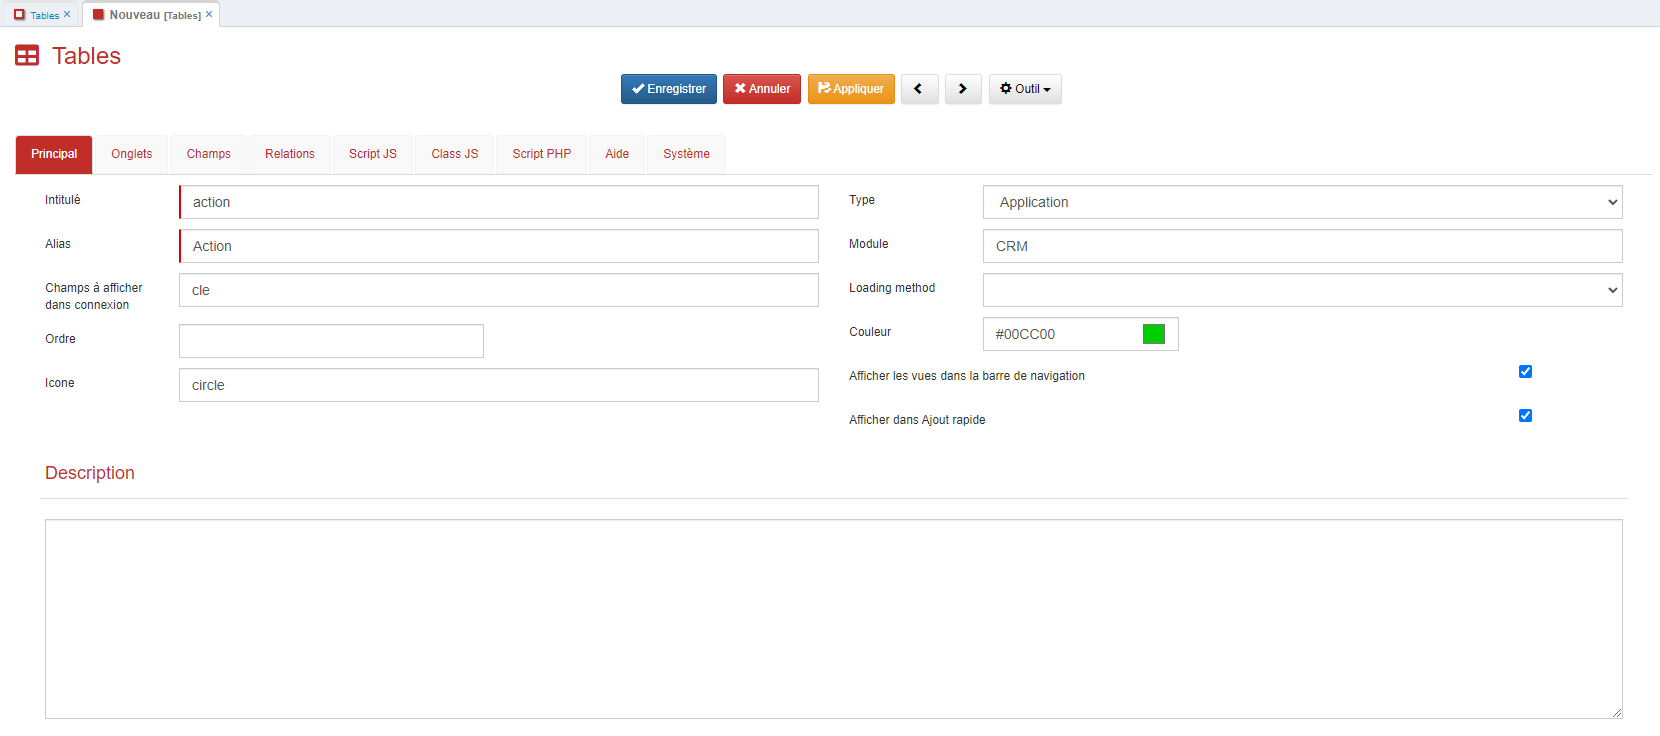 Tables ×
Nouveau [Tables] ×
Tables
Enregistrer Annuler Appliquer Outil
Principal Onglets Champs Relations Script JS Class JS Script PHP Aide Système
Intitulé action
Type Application
Alias Action
Module CRM
Champs à afficher
dans connexion
cle
Loading method
Ordre
Couleur #00CC00
Icone circle
Afficher les vues dans la barre de navigation
Afficher dans Ajout rapide
Description